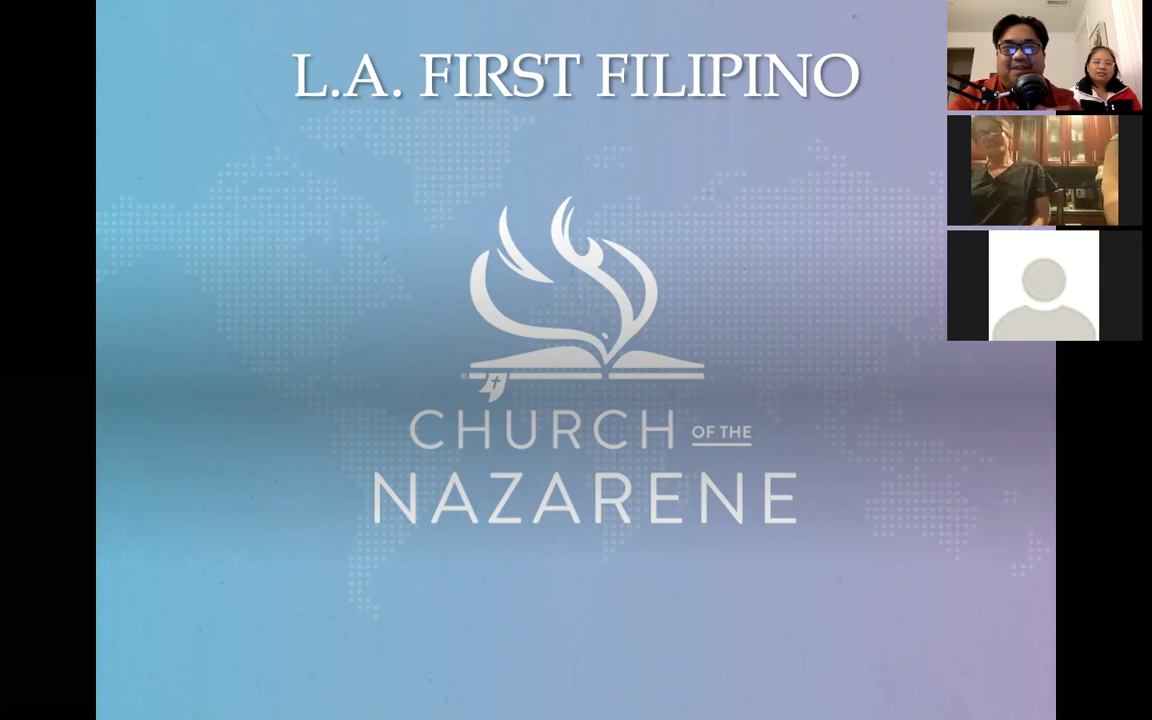 L.A. FIRST FILIPINO
CHURCH OF THE
NAZARENE